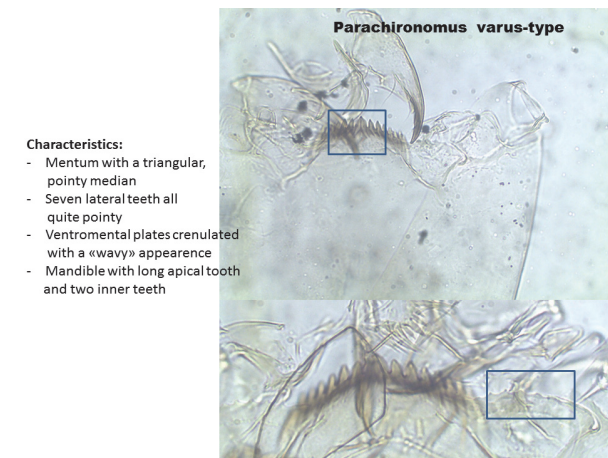 Parachironomus varus-type
Characteristics:
- Mentum with a triangular,
pointy median
- Seven lateral teeth all
quite pointy
- Ventromental plates crenulated
with a «wavy» appearence
- Mandible with long apical tooth
and two inner teeth